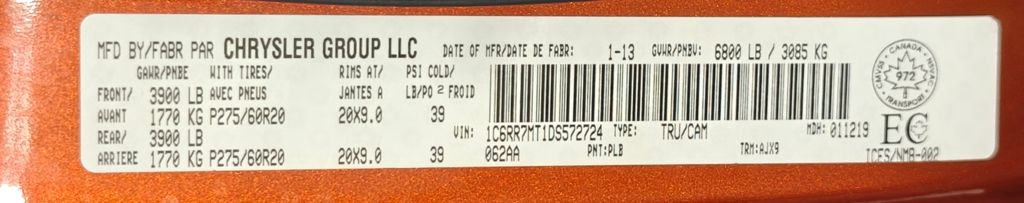 MFD BY/FABR PAR CHRYSLER GROUP LLC DATE OF MFR/DATE DE FABR: 1-13 GVWR/PNBV: 6800 LB / 3085 KG
GAWR/PNBE WITH TIRES/ RIMS AT/ PSI COLD/
FRONT/ 3900 LB AVEC PNEUS JANTES A LB/PO 2 FROID
AVANT 1770 KG P275/60R20 20X9.0 39
REAR/ 3900 LB
VIN: 1C6RR7MT1DS572724 TYPE: TRU/CAM MDH: 011219
ARRIERE 1770 KG P275/60R20 20X9.0 39 062AA PNT:PLB TRM:AJX9
CANADA
CMVSS NSVAC
972
TRANSPORT
EC
ICES/NMB-002